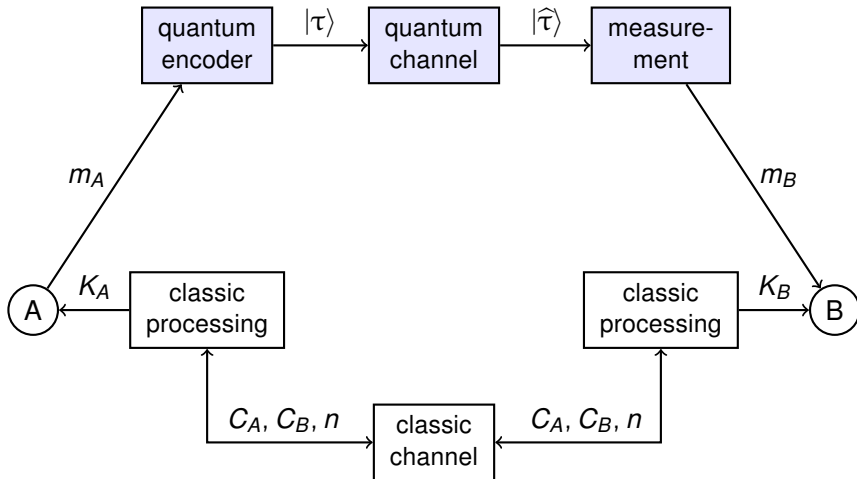 quantum
encoder
|τ⟩
quantum
channel
|τ̂⟩
measure-
ment
m_A
m_B
A
K_A
classic
processing
classic
processing
K_B
B
C_A, C_B, n
classic
channel
C_A, C_B, n